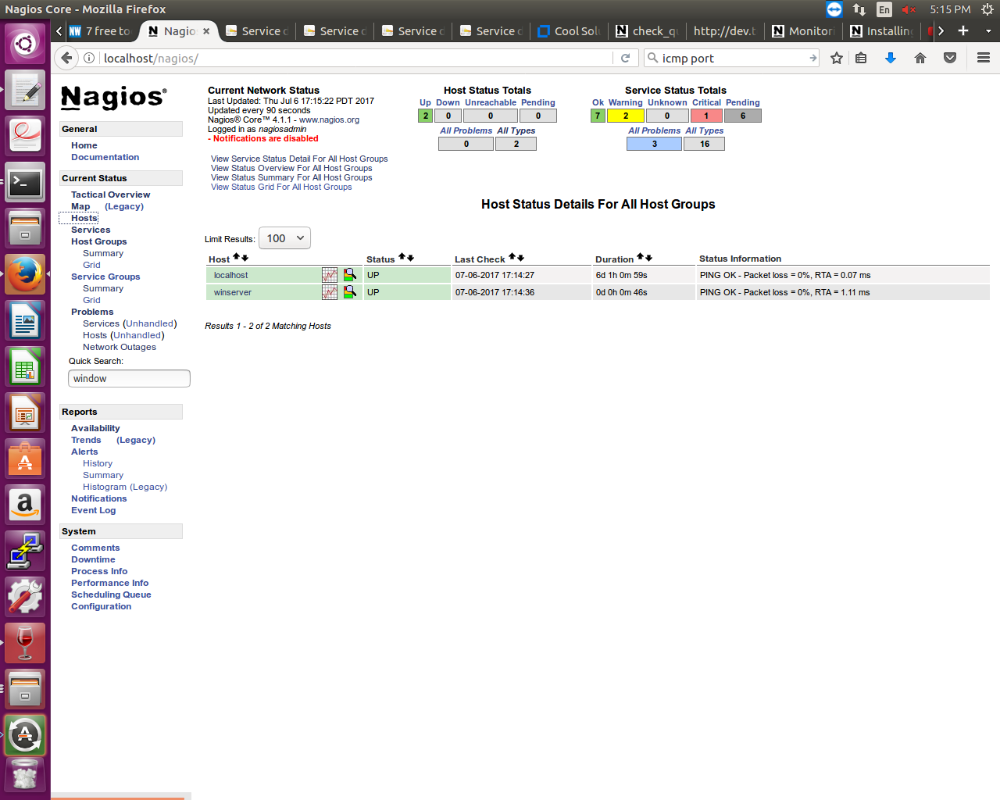 Nagios Core - Mozilla Firefox
En
5:15 PM
7 free to
Nagio
Service d
Service d
Service d
Service d
Cool Sol
check_q
http://dev.t
Monitori
Installing
localhost/nagios/
icmp port
Nagios®
General
Home
Documentation
Current Status
Tactical Overview
Map (Legacy)
Hosts
Services
Host Groups
Summary
Grid
Service Groups
Summary
Grid
Problems
Services (Unhandled)
Hosts (Unhandled)
Network Outages
Quick Search:
window
Reports
Availability
Trends (Legacy)
Alerts
History
Summary
Histogram (Legacy)
Notifications
Event Log
System
Comments
Downtime
Process Info
Performance Info
Scheduling Queue
Configuration
Current Network Status
Last Updated: Thu Jul 6 17:15:22 PDT 2017
Updated every 90 seconds
Nagios® Core™ 4.1.1 - www.nagios.org
Logged in as nagiosadmin
- Notifications are disabled
View Service Status Detail For All Host Groups
View Status Overview For All Host Groups
View Status Summary For All Host Groups
View Status Grid For All Host Groups
Host Status Totals
Up Down Unreachable Pending
2 0 0 0
All Problems All Types
0 2
Service Status Totals
Ok Warning Unknown Critical Pending
7 2 0 1 6
All Problems All Types
3 16
Host Status Details For All Host Groups
Limit Results: 100
Host Status Last Check Duration Status Information
localhost UP 07-06-2017 17:14:27 6d 1h 0m 59s PING OK - Packet loss = 0%, RTA = 0.07 ms
winserver UP 07-06-2017 17:14:36 0d 0h 0m 46s PING OK - Packet loss = 0%, RTA = 1.11 ms
Results 1 - 2 of 2 Matching Hosts